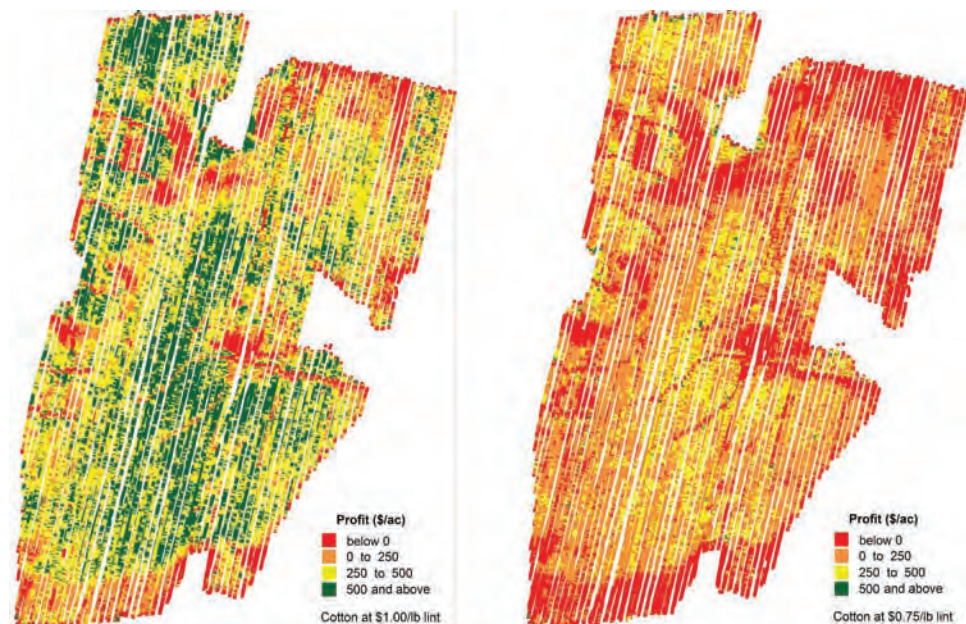 Profit ($/ac)
below 0
0 to 250
250 to 500
500 and above
Cotton at $1.00/lb lint
Profit ($/ac)
below 0
0 to 250
250 to 500
500 and above
Cotton at $0.75/lb lint